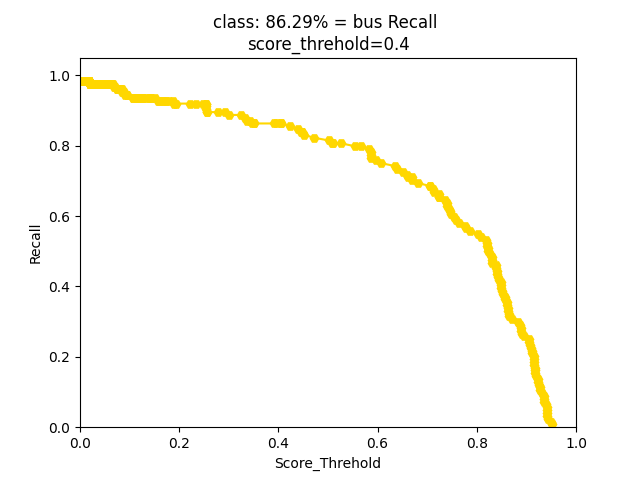 class: 86.29% = bus Recall
score_threhold=0.4
1.0
0.8
0.6
0.4
0.2
0.0
Recall
0.0 0.2 0.4 0.6 0.8 1.0
Score_Threhold